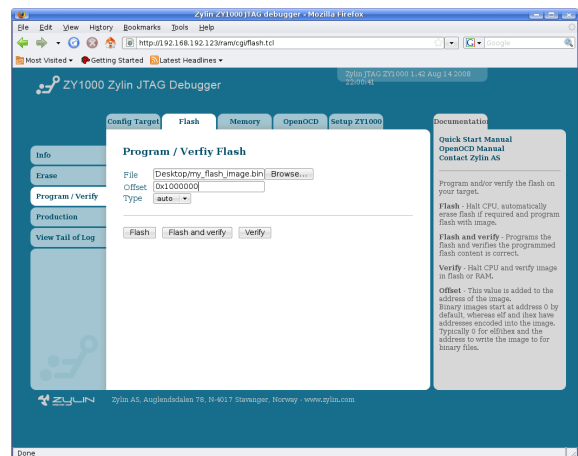 Zylin ZY1000 JTAG debugger - Mozilla Firefox
File Edit View History Bookmarks Tools Help
http://192.168.192.123/ram/cgi/flash.tcl
Google
Most Visited Getting Started Latest Headlines
ZY1000 Zylin JTAG Debugger
Zylin JTAG ZY1000 1.42 Aug 14 2008
22:00:41
Config Target Flash Memory OpenOCD Setup ZY1000
Documentation
Quick Start Manual
OpenOCD Manual
Contact Zylin AS
Info
Erase
Program / Verify
Production
View Tail of Log
Program / Verfiy Flash
File Desktop/my_flash_image.bin Browse...
Offset 0x1000000
Type auto
Flash Flash and verify Verify
Program and/or verify the flash on
your target.
Flash - Halt CPU, automatically
erase flash if required and program
flash with image.
Flash and verify - Programs the
flash and verifies the programmed
flash content is correct.
Verify - Halt CPU and verify image
in flash or RAM.
Offset - This value is added to the
address of the image.
Binary images start at address 0 by
default, whereas elf and ihex have
addresses encoded into the image.
Typically 0 for elf/ihex and the
address to write the image to for
binary files.
ZYLIN
Zylin AS, Auglendsdalen 78, N-4017 Stavanger, Norway - www.zylin.com
Done